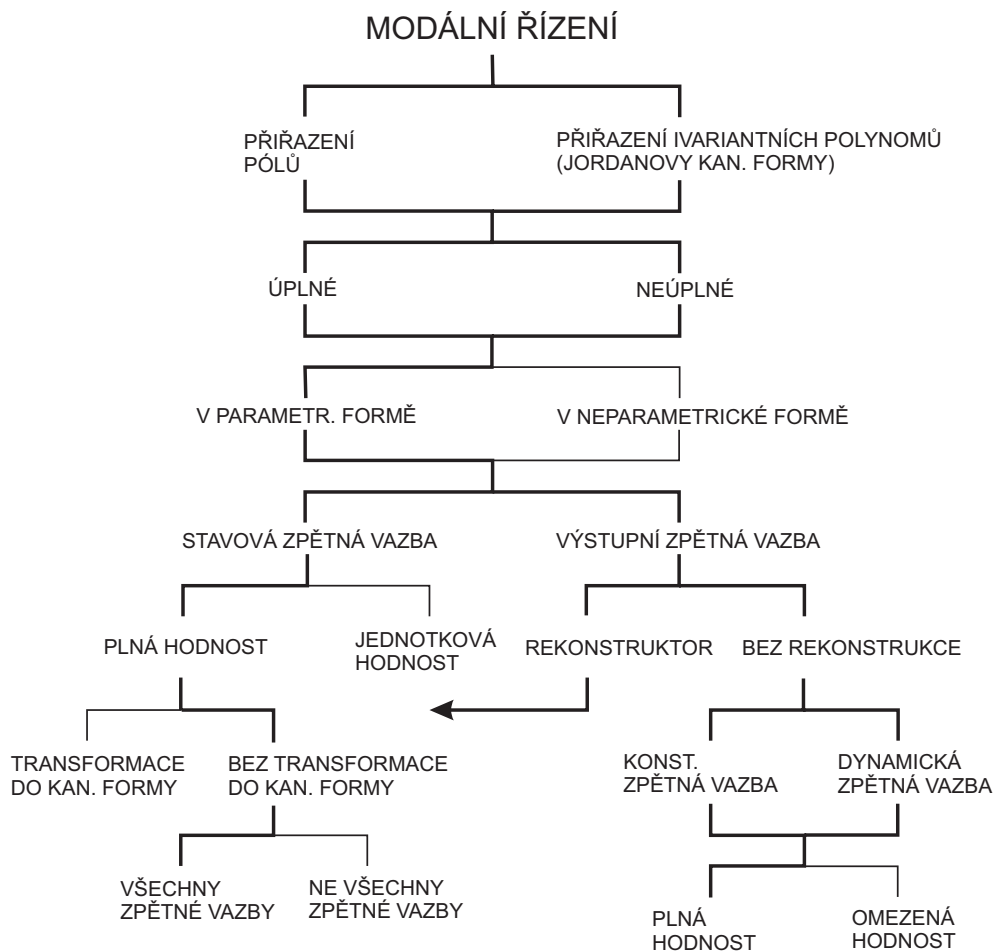 MODÁLNÍ ŘÍZENÍ
PŘIŘAZENÍ
PÓLŮ
PŘIŘAZENÍ IVARIANTNÍCH POLYNOMŮ
(JORDANOVY KAN. FORMY)
ÚPLNÉ
NEÚPLNÉ
V PARAMETR. FORMĚ
V NEPARAMETRICKÉ FORMĚ
STAVOVÁ ZPĚTNÁ VAZBA
VÝSTUPNÍ ZPĚTNÁ VAZBA
PLNÁ HODNOST
JEDNOTKOVÁ
HODNOST
REKONSTRUKTOR
BEZ REKONSTRUKCE
TRANSFORMACE
DO KAN. FORMY
BEZ TRANSFORMACE
DO KAN. FORMY
KONST.
ZPĚTNÁ VAZBA
DYNAMICKÁ
ZPĚTNÁ VAZBA
VŠECHNY
ZPĚTNÉ VAZBY
NE VŠECHNY
ZPĚTNÉ VAZBY
PLNÁ
HODNOST
OMEZENÁ
HODNOST